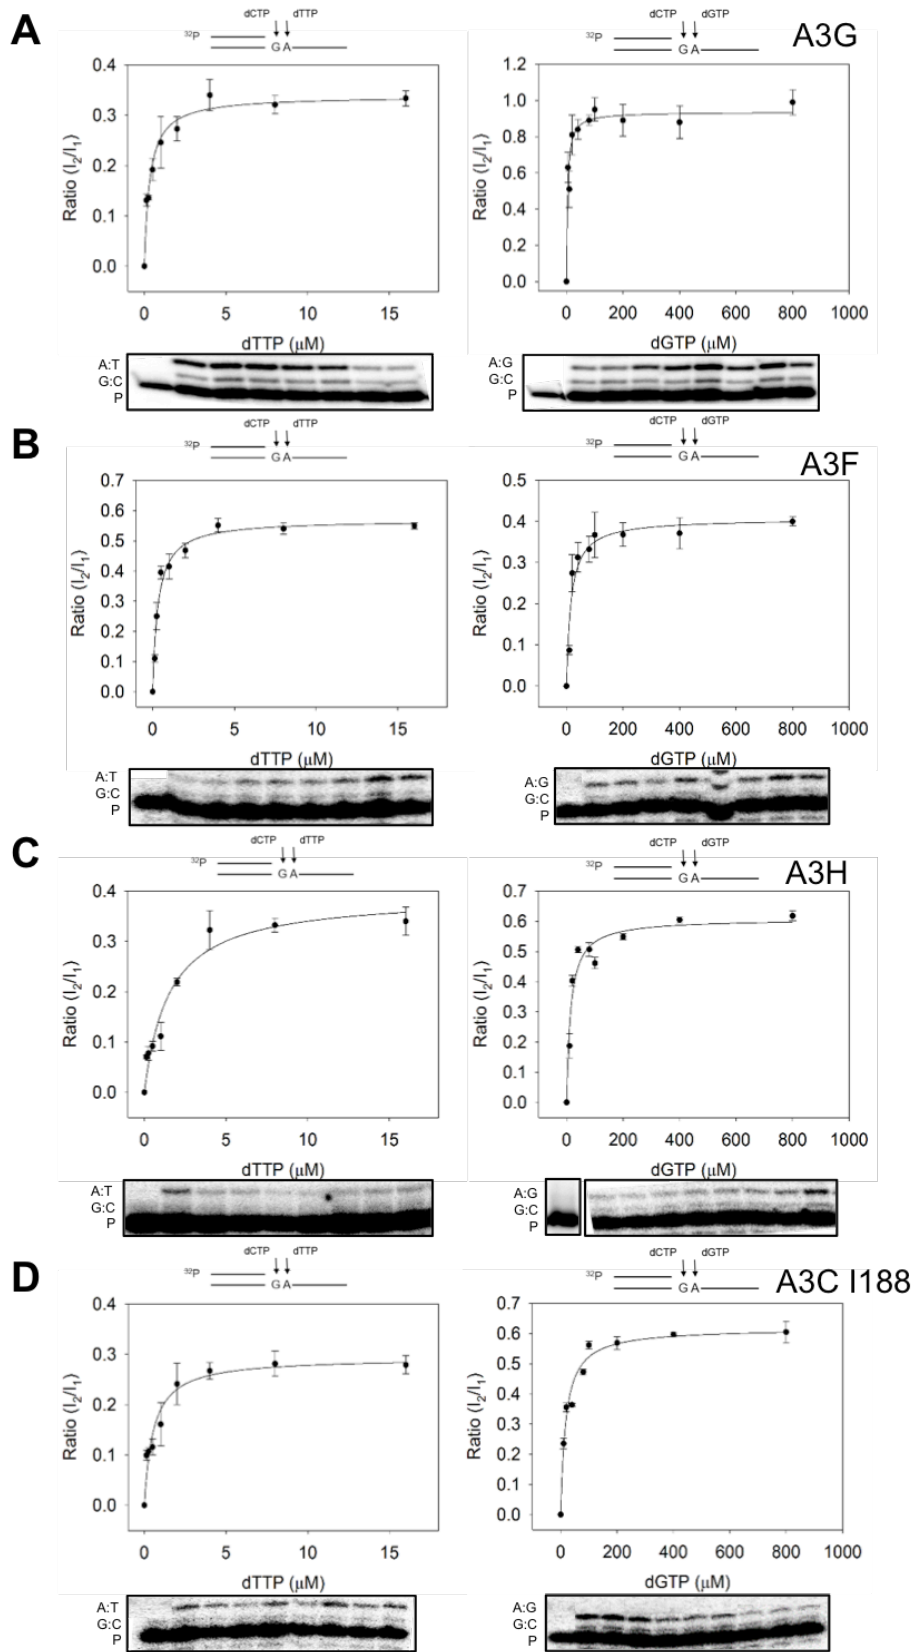 A
dCTP dTTP
32P
G A
0.4
0.3
0.2
0.1
0.0
Ratio (I2/I1)
0 5 10 15
dTTP (μM)
A:T
G:C
P
A3G
dCTP dGTP
32P
G A
1.2
1.0
0.8
0.6
0.4
0.2
0.0
Ratio (I2/I1)
0 200 400 600 800 1000
dGTP (μM)
A:G
G:C
P
B
dCTP dTTP
32P
G A
0.7
0.6
0.5
0.4
0.3
0.2
0.1
0.0
Ratio (I2/I1)
0 5 10 15
dTTP (μM)
A:T
G:C
P
A3F
dCTP dGTP
32P
G A
0.5
0.4
0.3
0.2
0.1
0.0
Ratio (I2/I1)
0 200 400 600 800 1000
dGTP (μM)
A:G
G:C
P
C
dCTP dTTP
32P
G A
0.4
0.3
0.2
0.1
0.0
Ratio (I2/I1)
0 5 10 15
dTTP (μM)
A:T
G:C
P
A3H
dCTP dGTP
32P
G A
0.7
0.6
0.5
0.4
0.3
0.2
0.1
0.0
Ratio (I2/I1)
0 200 400 600 800 1000
dGTP (μM)
A:G
G:C
P
D
dCTP dTTP
32P
G A
0.4
0.3
0.2
0.1
0.0
Ratio (I2/I1)
0 5 10 15
dTTP (μM)
A:T
G:C
P
A3C I188
dCTP dGTP
32P
G A
0.7
0.6
0.5
0.4
0.3
0.2
0.1
0.0
Ratio (I2/I1)
0 200 400 600 800 1000
dGTP (μM)
A:G
G:C
P